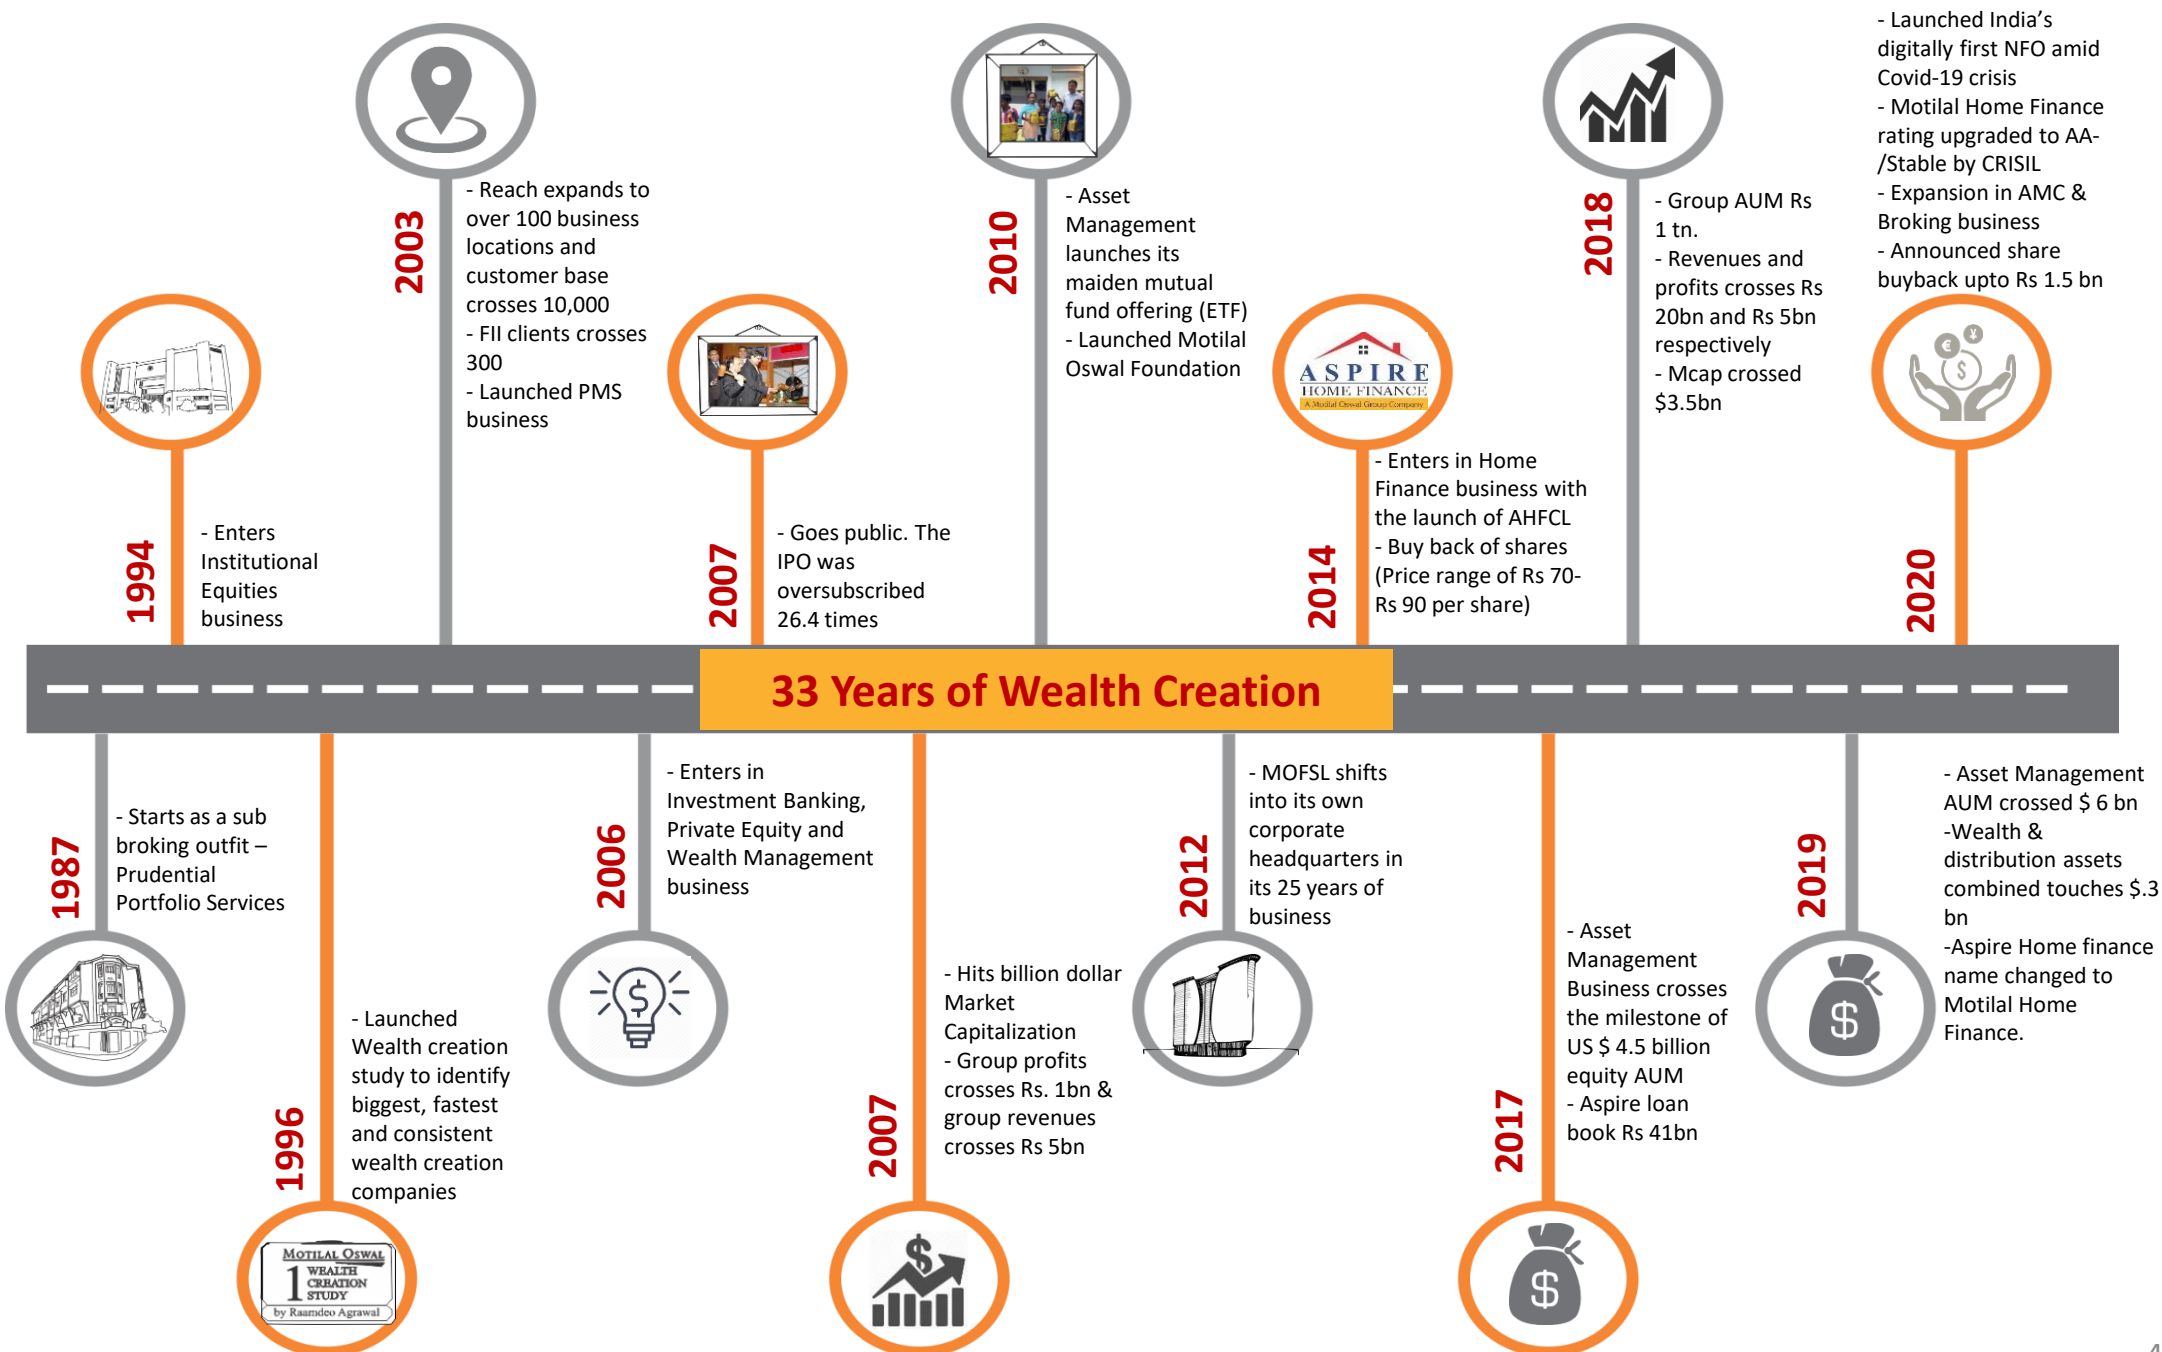 - Launched India's
digitally first NFO amid
Covid-19 crisis
- Motilal Home Finance
rating upgraded to AA-
/Stable by CRISIL
- Expansion in AMC &
Broking business
- Announced share
buyback upto Rs 1.5 bn
2003
- Reach expands to
over 100 business
locations and
customer base
crosses 10,000
- FII clients crosses
300
- Launched PMS
business
2010
- Asset
Management
launches its
maiden mutual
fund offering (ETF)
- Launched Motilal
Oswal Foundation
2018
- Group AUM Rs
1 tn.
- Revenues and
profits crosses Rs
20bn and Rs 5bn
respectively
- Mcap crossed
$3.5bn
ASPIRE
HOME FINANCE
A Motilal Oswal Group Company
€ ¥
$
1994
- Enters
Institutional
Equities
business
2007
- Goes public. The
IPO was
oversubscribed
26.4 times
2014
- Enters in Home
Finance business with
the launch of AHFCL
- Buy back of shares
(Price range of Rs 70-
Rs 90 per share)
2020
33 Years of Wealth Creation
1987
- Starts as a sub
broking outfit –
Prudential
Portfolio Services
1996
- Launched
Wealth creation
study to identify
biggest, fastest
and consistent
wealth creation
companies
MOTILAL OSWAL
1 WEALTH
CREATION
STUDY
by Raamdeo Agrawal
2006
- Enters in
Investment Banking,
Private Equity and
Wealth Management
business
$
2007
- Hits billion dollar
Market
Capitalization
- Group profits
crosses Rs. 1bn &
group revenues
crosses Rs 5bn
$
2012
- MOFSL shifts
into its own
corporate
headquarters in
its 25 years of
business
2017
- Asset
Management
Business crosses
the milestone of
US $ 4.5 billion
equity AUM
- Aspire loan
book Rs 41bn
$
2019
- Asset Management
AUM crossed $ 6 bn
-Wealth &
distribution assets
combined touches $.3
bn
-Aspire Home finance
name changed to
Motilal Home
Finance.
$
4